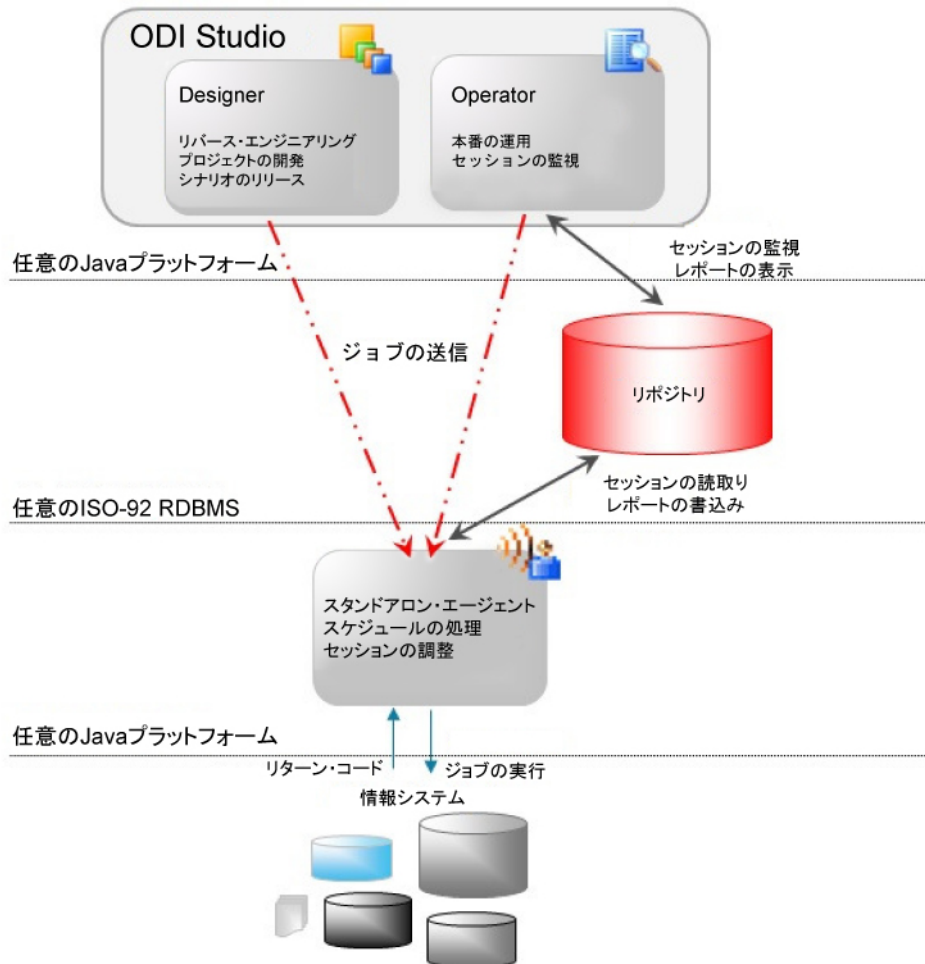 ODI Studio
Designer
リバース・エンジニアリング
プロジェクトの開発
シナリオのリリース
Operator
本番の運用
セッションの監視
任意のJavaプラットフォーム
セッションの監視
レポートの表示
ジョブの送信
リポジトリ
セッションの読取り
レポートの書込み
任意のISO-92 RDBMS
スタンドアロン・エージェント
スケジュールの処理
セッションの調整
任意のJavaプラットフォーム
リターン・コード
ジョブの実行
情報システム